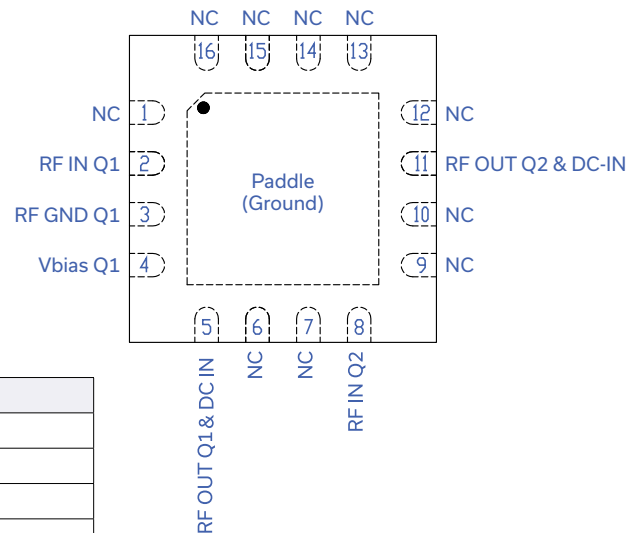 NC NC NC NC
16 15 14 13
NC 1 12 NC
RF IN Q1 2 11 RF OUT Q2 & DC-IN
Paddle
(Ground)
RF GND Q1 3 10 NC
Vbias Q1 4 9 NC
5 6 7 8
RF OUT Q1 & DC IN
NC
NC
RF IN Q2